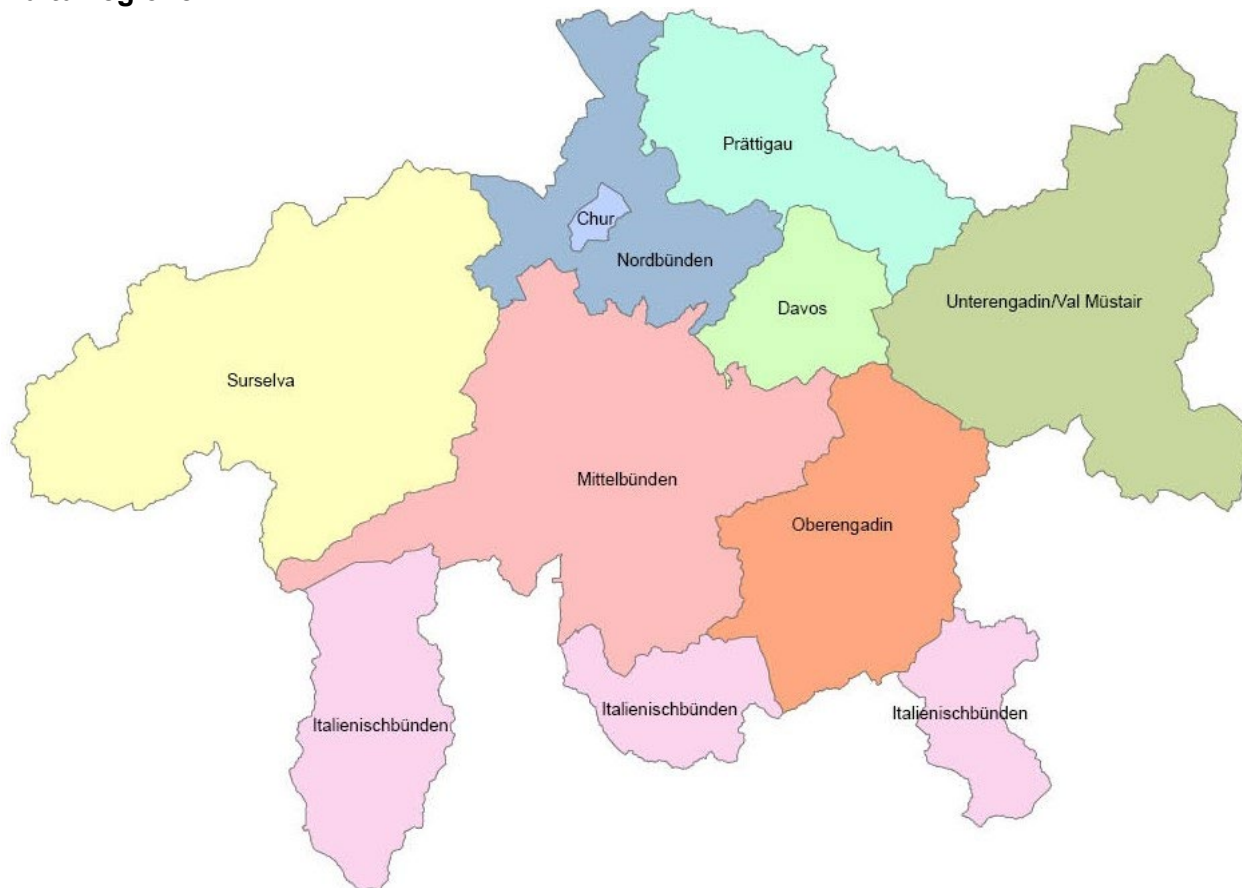 Prättigau
Chur
Nordbünden
Unterengadin/Val Müstair
Davos
Surselva
Mittelbünden
Oberengadin
Italienischbünden
Italienischbünden
Italienischbünden